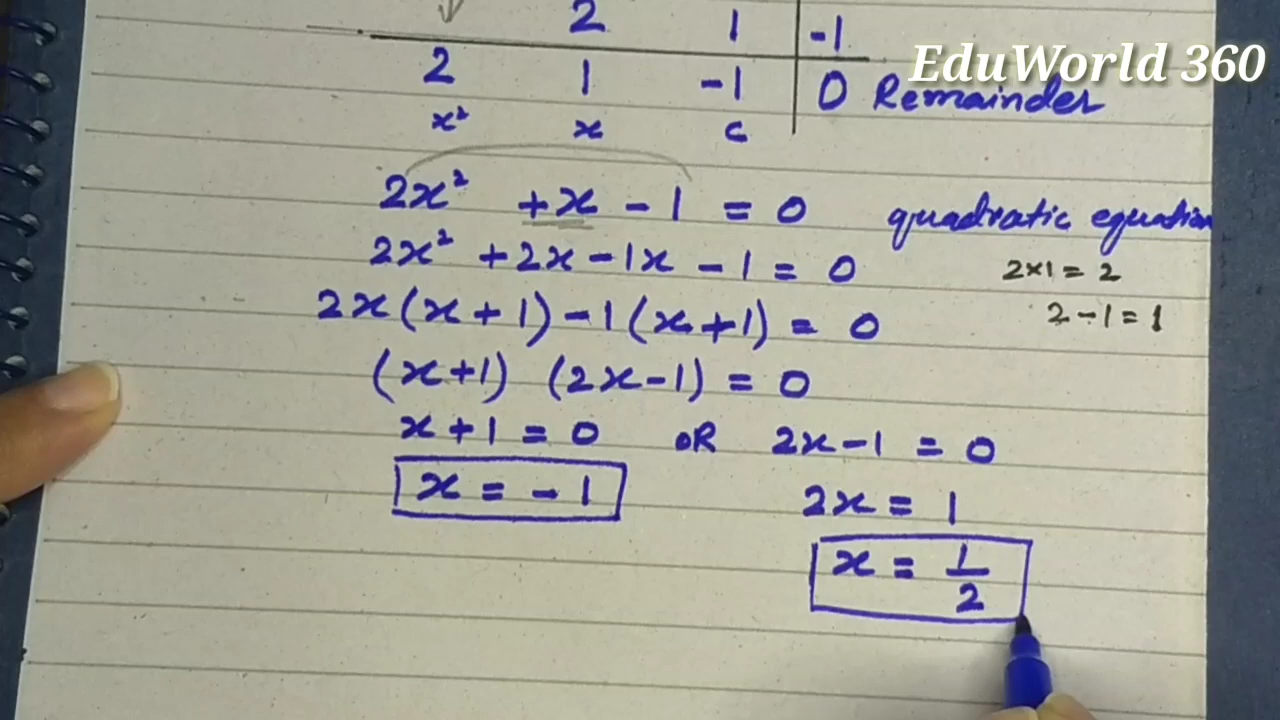 2 1 -1
EduWorld 360
2 1 -1 0 Remainder
x² x c
2x² +x - 1 = 0 quadratic equation
2x² +2x -1x -1 = 0 2×1 = 2
2x(x+1) -1(x+1) = 0 2-1=1
(x+1) (2x-1) = 0
x+1 = 0 OR 2x-1 = 0
x = -1 2x = 1
x = 1/2